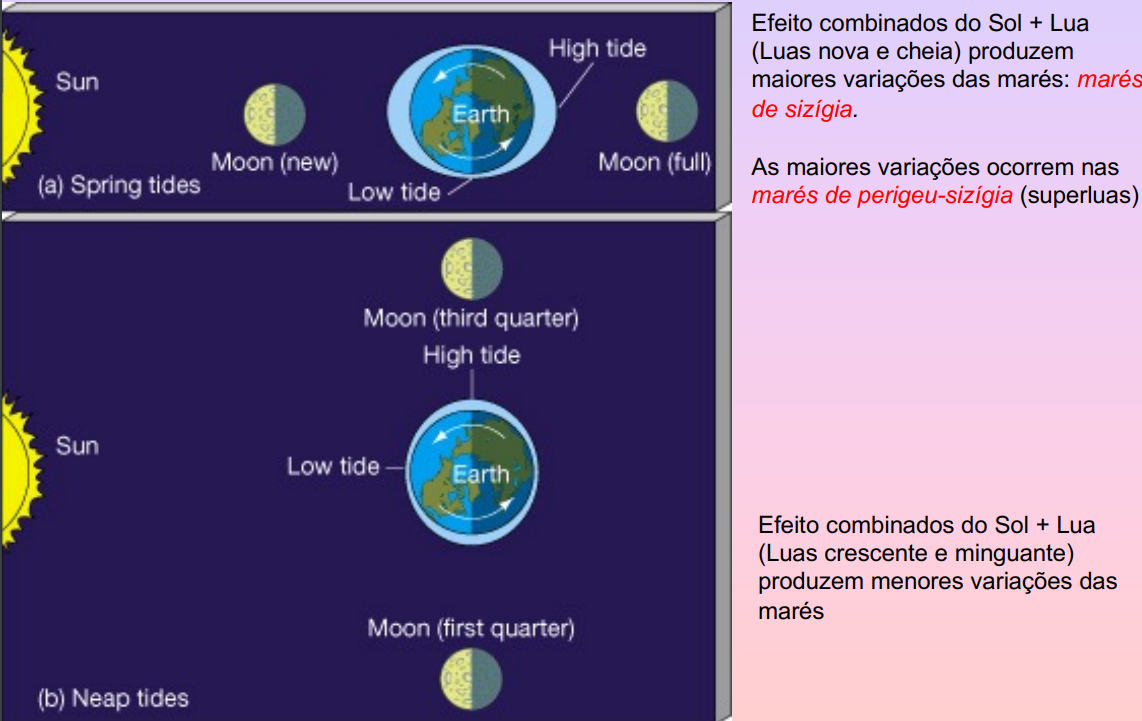 Sun
High tide
Earth
Moon (new)
Moon (full)
(a) Spring tides
Low tide
Efeito combinados do Sol + Lua
(Luas nova e cheia) produzem
maiores variações das marés: marés
de sizígia.
As maiores variações ocorrem nas
marés de perigeu-sizígia (superluas)
Moon (third quarter)
High tide
Sun
Low tide
Earth
Moon (first quarter)
(b) Neap tides
Efeito combinados do Sol + Lua
(Luas crescente e minguante)
produzem menores variações das
marés